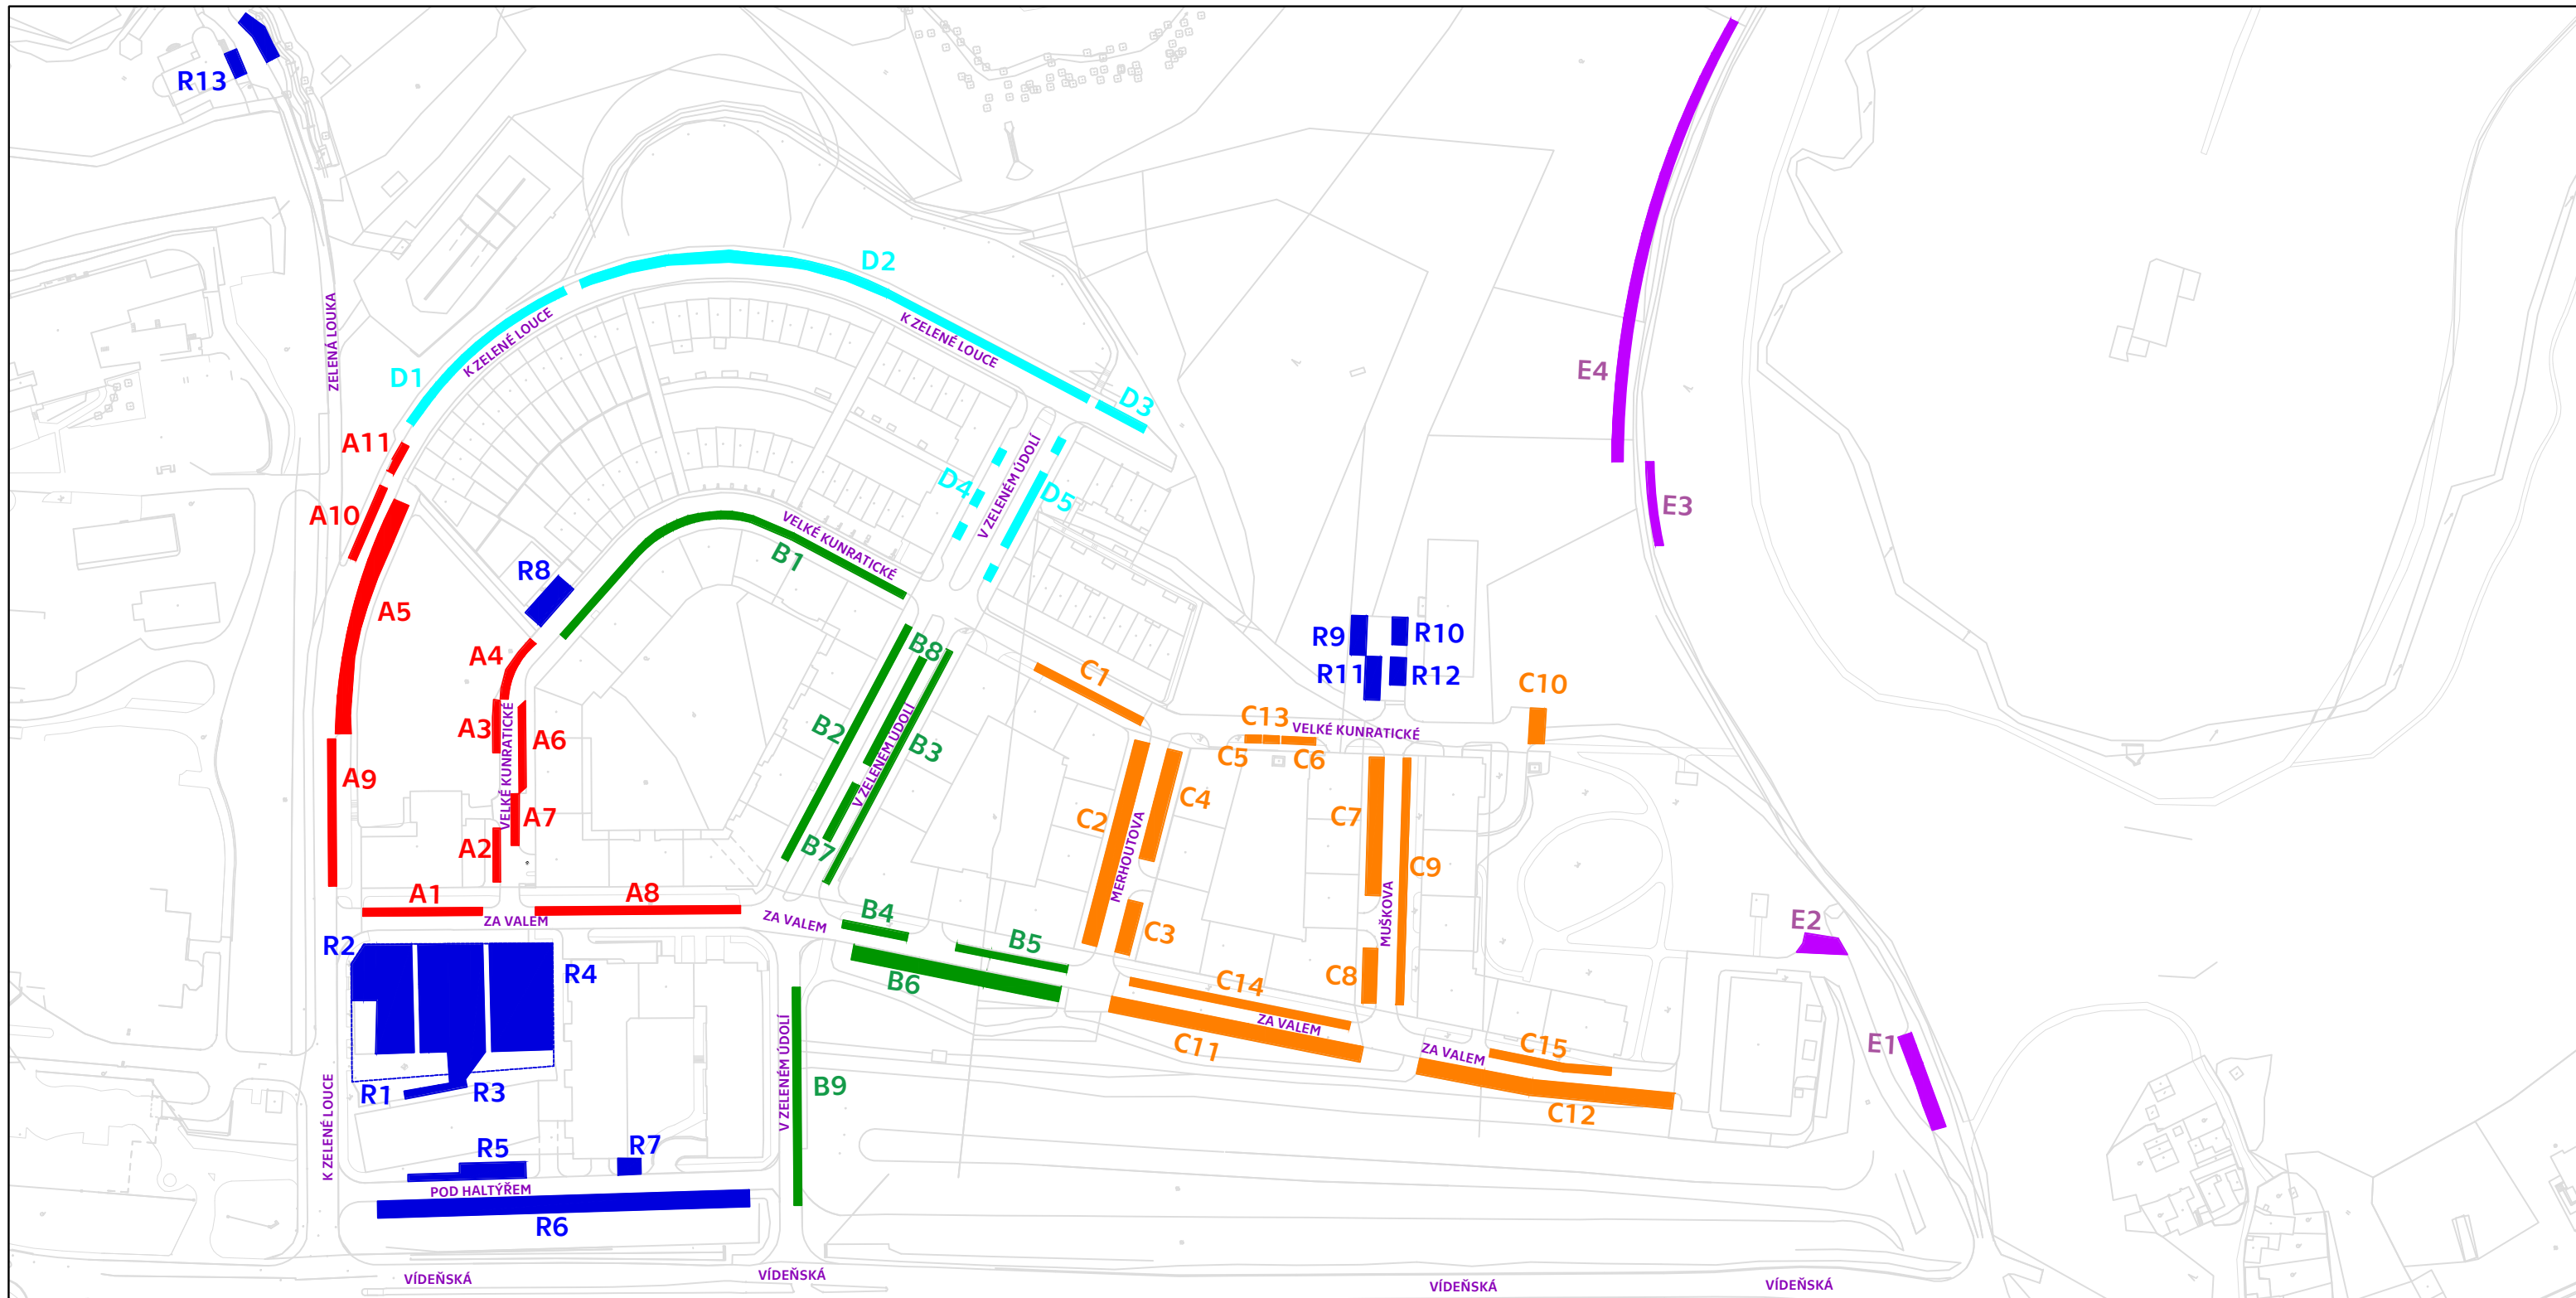 R13
ZELENÁ LOUKA
D2
K ZELENÉ LOUCE
K ZELENÉ LOUCE
D1
D3
E4
A11
A10
D4
V ZELENÉM ÚDOLÍ
D5
E3
VELKÉ KUNRATICKÉ
B1
R8
A5
A4
R9
R10
R11
R12
B8
C1
C10
A3
VELKÉ KUNRATICKÉ
A6
A9
B2
V ZELENÉM ÚDOLÍ
B3
C13
VELKÉ KUNRATICKÉ
C5
C6
C4
C2
MERHOUTOVA
C7
A7
A2
B7
C9
MUŠKOVA
A1
A8
ZA VALEM
ZA VALEM
B4
B5
B6
C3
E2
R2
R4
C8
C14
ZA VALEM
C11
ZA VALEM
C15
C12
E1
R1
R3
K ZELENÉ LOUCE
V ZELENÉM ÚDOLÍ
B9
R5
R7
POD HALTÝŘEM
R6
VÍDEŇSKÁ
VÍDEŇSKÁ
VÍDEŇSKÁ
VÍDEŇSKÁ